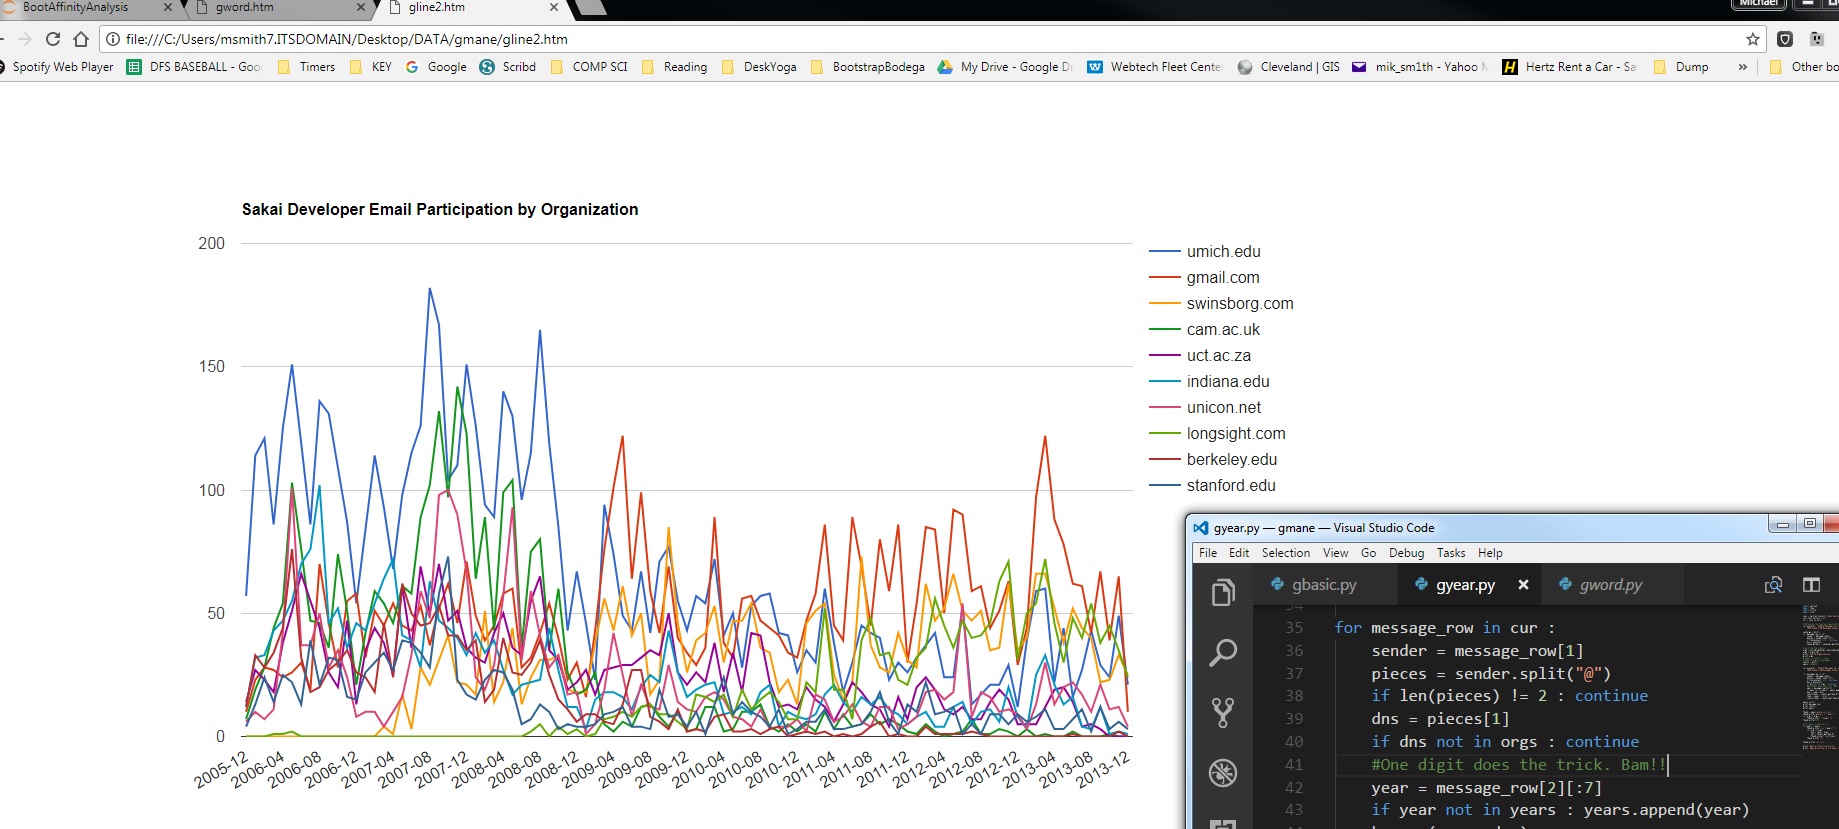 BootAffinityAnalysis gword.htm gline2.htm Michael
file:///C:/Users/msmith7.ITSDOMAIN/Desktop/DATA/gmane/gline2.htm
Spotify Web Player DFS BASEBALL - Goo Timers KEY Google Scribd COMP SCI Reading DeskYoga BootstrapBodega My Drive - Google Dr Webtech Fleet Cente Cleveland | GIS mik_sm1th - Yahoo M Hertz Rent a Car - Sa Dump » Other bo
Sakai Developer Email Participation by Organization
200
150
100
50
0
2005-12 2006-04 2006-08 2006-12 2007-04 2007-08 2007-12 2008-04 2008-08 2008-12 2009-04 2009-08 2009-12 2010-04 2010-08 2010-12 2011-04 2011-08 2011-12 2012-04 2012-08 2012-12 2013-04 2013-08 2013-12
umich.edu
gmail.com
swinsborg.com
cam.ac.uk
uct.ac.za
indiana.edu
unicon.net
longsight.com
berkeley.edu
stanford.edu
gyear.py — gmane — Visual Studio Code
File Edit Selection View Go Debug Tasks Help
gbasic.py gyear.py gword.py
34
35 for message_row in cur :
36 sender = message_row[1]
37 pieces = sender.split("@")
38 if len(pieces) != 2 : continue
39 dns = pieces[1]
40 if dns not in orgs : continue
41 #One digit does the trick. Bam!!
42 year = message_row[2][:7]
43 if year not in years : years.append(year)